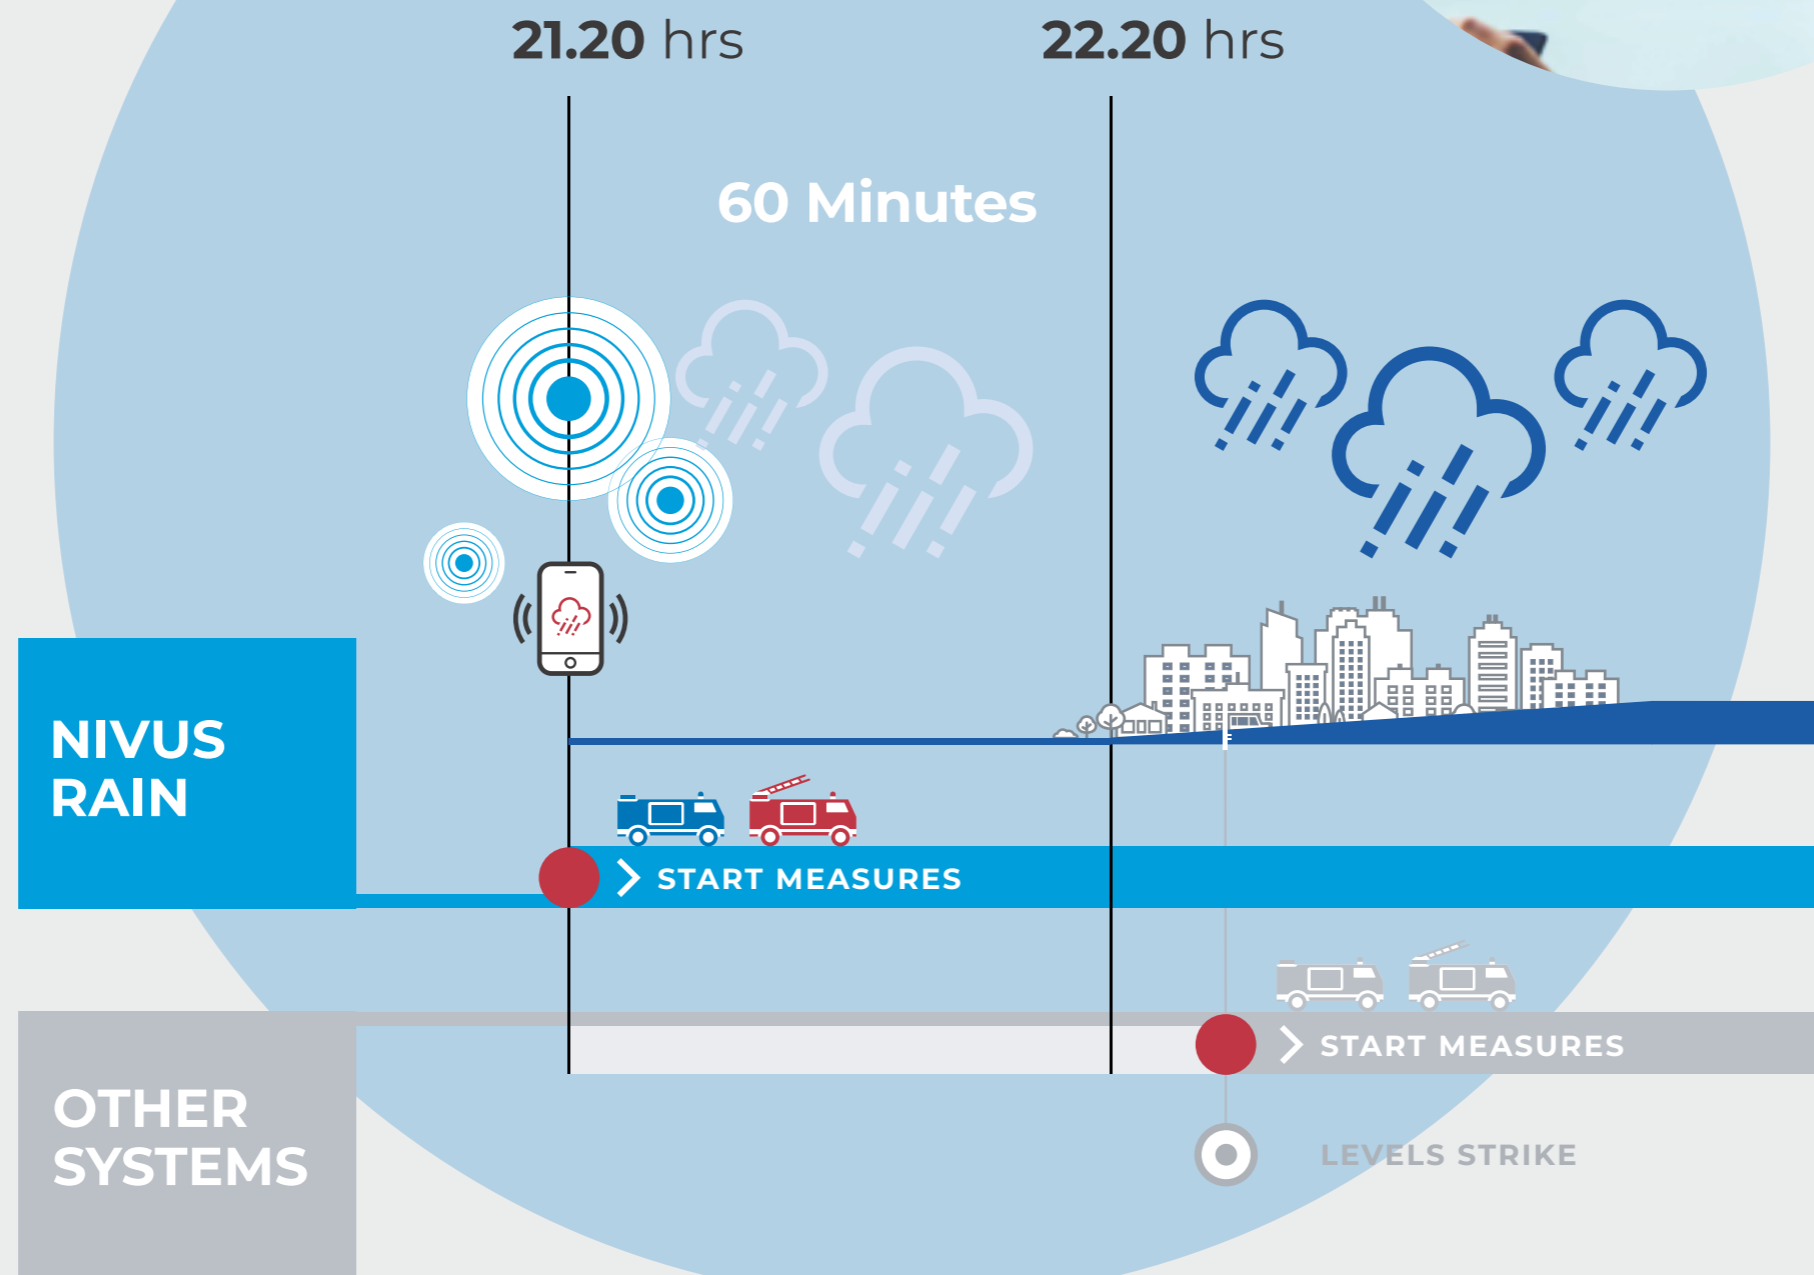 21.20 hrs
22.20 hrs
60 Minutes
NIVUS
RAIN
START MEASURES
START MEASURES
OTHER
SYSTEMS
LEVELS STRIKE